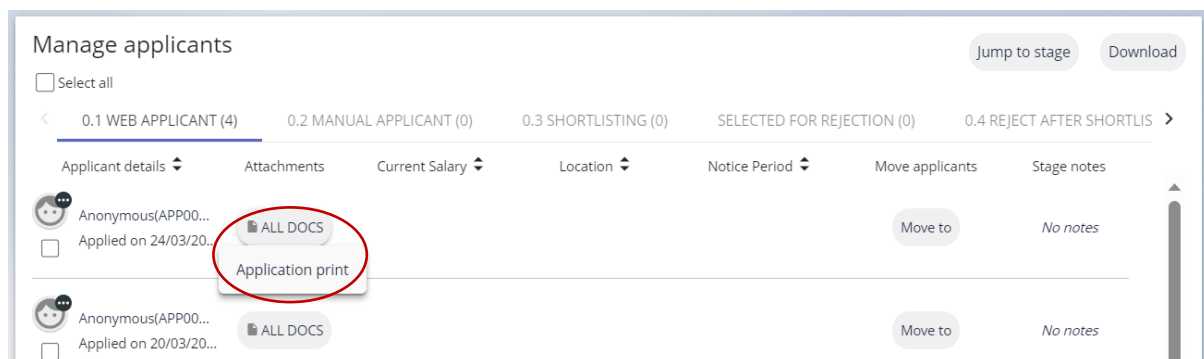 Manage applicants
Jump to stage Download
Select all
0.1 WEB APPLICANT (4) 0.2 MANUAL APPLICANT (0) 0.3 SHORTLISTING (0) SELECTED FOR REJECTION (0) 0.4 REJECT AFTER SHORTLIS
Applicant details Attachments Current Salary Location Notice Period Move applicants Stage notes
Anonymous(APP00...
Applied on 24/03/20...
ALL DOCS Move to No notes
Application print
Anonymous(APP00...
Applied on 20/03/20...
ALL DOCS Move to No notes